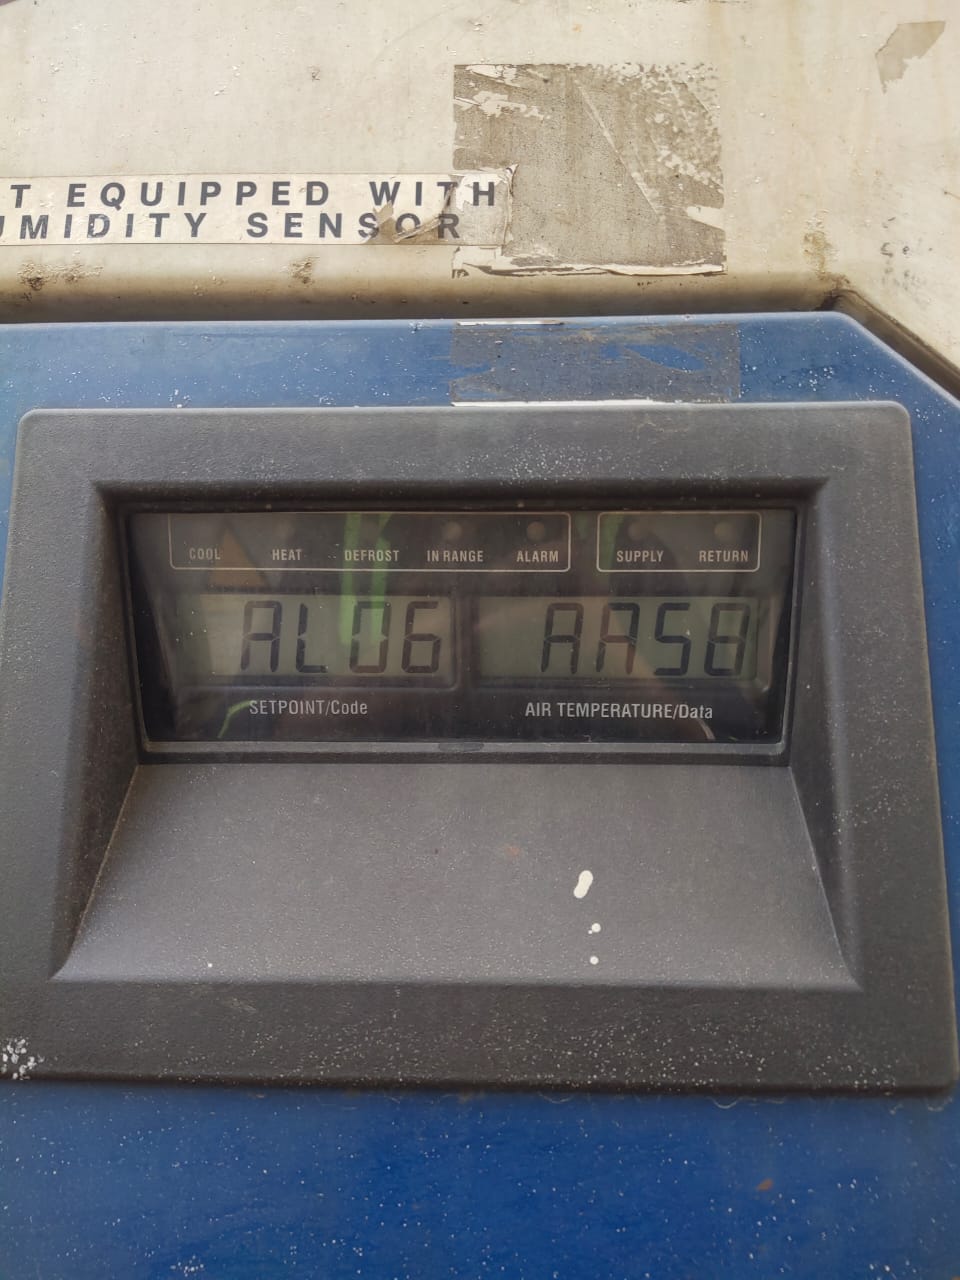 T EQUIPPED WITH
UMIDITY SENSOR
COOL HEAT DEFROST IN RANGE ALARM SUPPLY RETURN
AL06 AA58
SETPOINT/Code AIR TEMPERATURE/Data